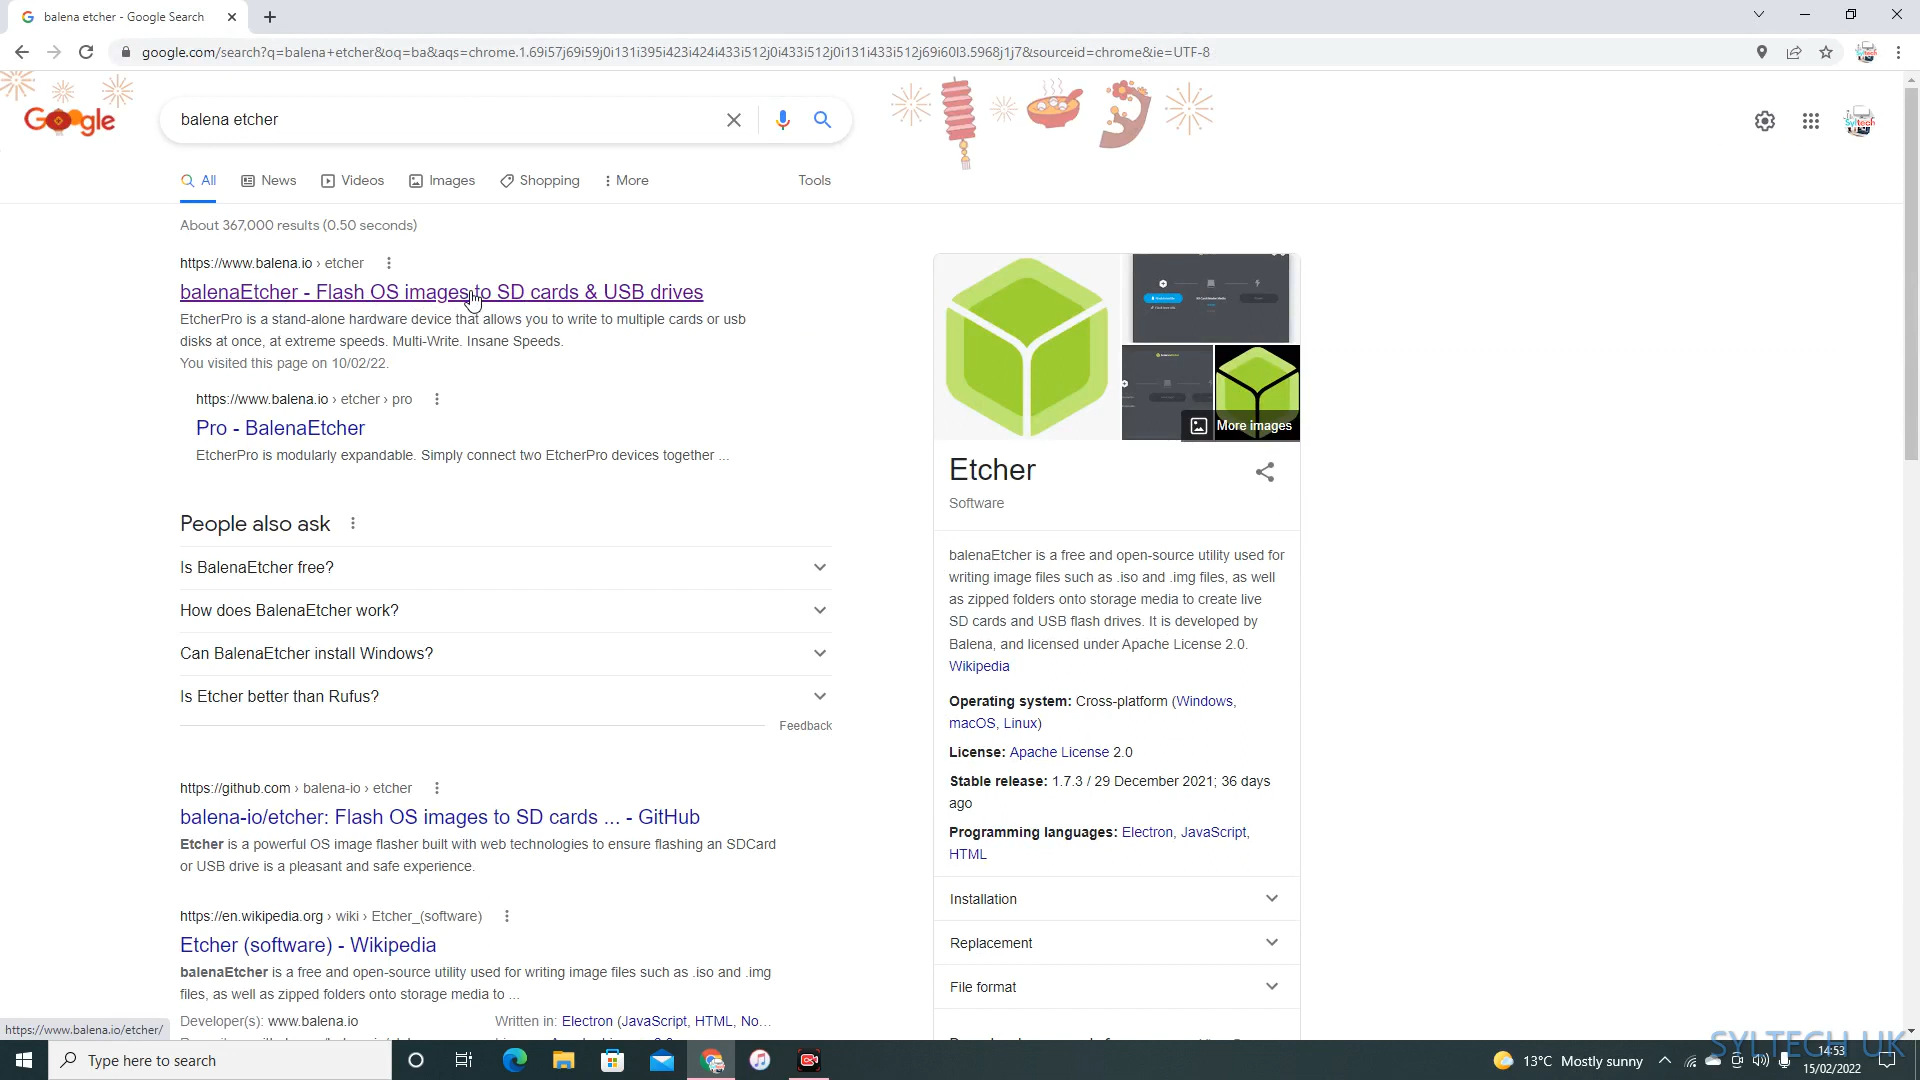 balena etcher - Google Search
google.com/search?q=balena+etcher&oq=ba&aqs=chrome.1.69i57j69i59j0i131i395i423i424i433i512j0i433i512j0i131i433i512j69i60l3.5968j1j7&sourceid=chrome&ie=UTF-8
Google
balena etcher
Syltech
All
News
Videos
Images
Shopping
More
Tools
About 367,000 results (0.50 seconds)
https://www.balena.io › etcher
balenaEtcher - Flash OS images to SD cards & USB drives
EtcherPro is a stand-alone hardware device that allows you to write to multiple cards or usb
disks at once, at extreme speeds. Multi-Write. Insane Speeds.
You visited this page on 10/02/22.
https://www.balena.io › etcher › pro
Pro - BalenaEtcher
EtcherPro is modularly expandable. Simply connect two EtcherPro devices together ...
People also ask
Is BalenaEtcher free?
How does BalenaEtcher work?
Can BalenaEtcher install Windows?
Is Etcher better than Rufus?
Feedback
https://github.com › balena-io › etcher
balena-io/etcher: Flash OS images to SD cards ... - GitHub
Etcher is a powerful OS image flasher built with web technologies to ensure flashing an SDCard
or USB drive is a pleasant and safe experience.
https://en.wikipedia.org › wiki › Etcher_(software)
Etcher (software) - Wikipedia
balenaEtcher is a free and open-source utility used for writing image files such as .iso and .img
files, as well as zipped folders onto storage media to ...
Developer(s): www.balena.io
Written in: Electron (JavaScript, HTML, No...
More images
Etcher
Software
balenaEtcher is a free and open-source utility used for
writing image files such as .iso and .img files, as well
as zipped folders onto storage media to create live
SD cards and USB flash drives. It is developed by
Balena, and licensed under Apache License 2.0.
Wikipedia
Operating system: Cross-platform (Windows,
macOS, Linux)
License: Apache License 2.0
Stable release: 1.7.3 / 29 December 2021; 36 days
ago
Programming languages: Electron, JavaScript,
HTML
Installation
Replacement
File format
https://www.balena.io/etcher/
Type here to search
13°C Mostly sunny
SYLTECH UK
14:53
15/02/2022